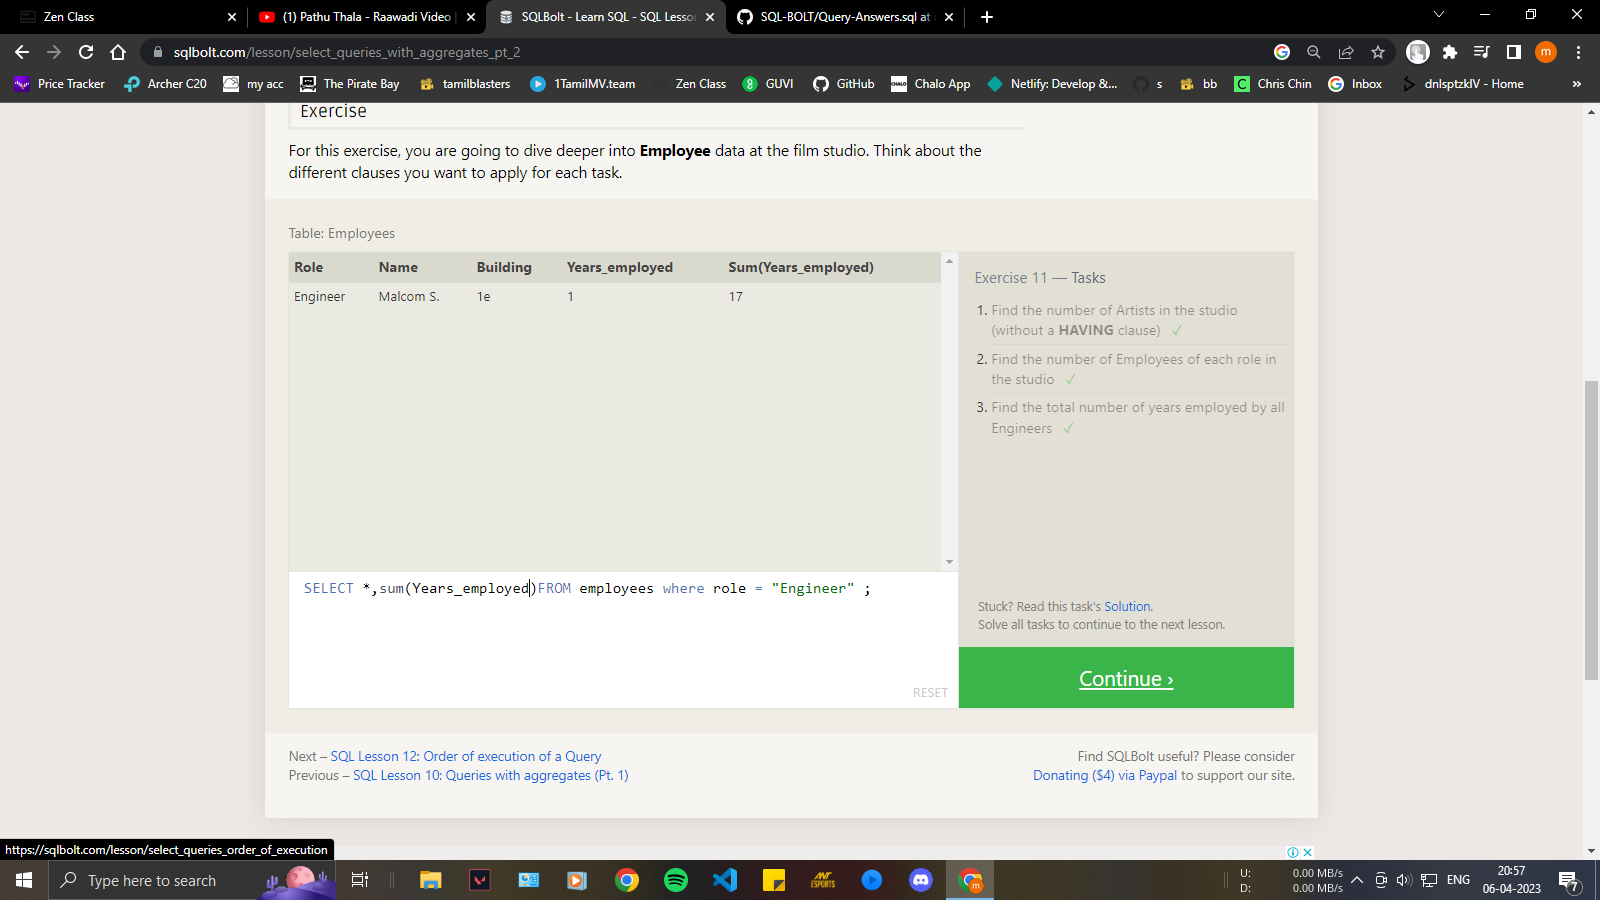 Zen Class
(1) Pathu Thala - Raawadi Video
SQLBolt - Learn SQL - SQL Lesson
SQL-BOLT/Query-Answers.sql at
sqlbolt.com/lesson/select_queries_with_aggregates_pt_2
m
Price Tracker
Archer C20
my acc
The Pirate Bay
tamilblasters
1TamilMV.team
Zen Class
GUVI
GitHub
Chalo App
Netlify: Develop &...
s
bb
Chris Chin
Inbox
dnlsptzklV - Home
»
Exercise
For this exercise, you are going to dive deeper into Employee data at the film studio. Think about the
different clauses you want to apply for each task.
Table: Employees
Role Name Building Years_employed Sum(Years_employed)
Engineer Malcom S. 1e 1 17
Exercise 11 — Tasks
1. Find the number of Artists in the studio
(without a HAVING clause) ✓
2. Find the number of Employees of each role in
the studio ✓
3. Find the total number of years employed by all
Engineers ✓
SELECT *,sum(Years_employed)FROM employees where role = "Engineer" ;
RESET
Stuck? Read this task's Solution.
Solve all tasks to continue to the next lesson.
Continue ›
Next – SQL Lesson 12: Order of execution of a Query
Previous – SQL Lesson 10: Queries with aggregates (Pt. 1)
Find SQLBolt useful? Please consider
Donating ($4) via Paypal to support our site.
https://sqlbolt.com/lesson/select_queries_order_of_execution
Type here to search
U: 0.00 MB/s
D: 0.00 MB/s
ENG
20:57
06-04-2023
7